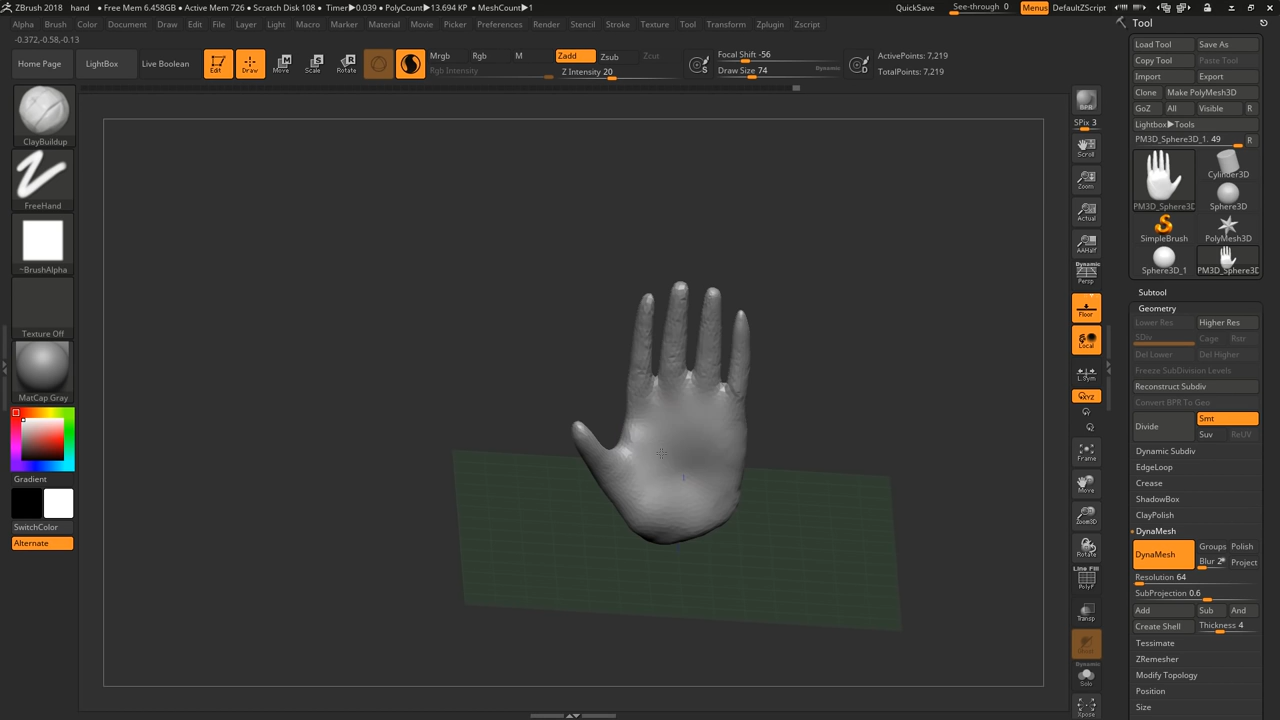 ZBrush 2018 hand • Free Mem 6.458GB • Active Mem 726 • Scratch Disk 108 • Timer▶0.039 • PolyCount▶13.694 KP • MeshCount▶1 QuickSave See-through 0 Menus DefaultZScript
Alpha Brush Color Document Draw Edit File Layer Light Macro Marker Material Movie Picker Preferences Render Stencil Stroke Texture Tool Transform Zplugin Zscript
-0.372,-0.58,-0.13
Home Page LightBox Live Boolean
Edit Draw Move Scale Rotate
Mrgb Rgb M Zadd Zsub Zcut
Rgb Intensity Z Intensity 20
S Focal Shift -56
Draw Size 74 Dynamic D
ActivePoints: 7,219
TotalPoints: 7,219
ClayBuildup
FreeHand
~BrushAlpha
Texture Off
MatCap Gray
Gradient
SwitchColor
Alternate
BPR
SPix 3
Scroll
Zoom
Actual
AAHalf
Dynamic
Persp
Floor
Local
L.Sym
XYZ
Frame
Move
Zoom3D
Rotate
Line Fill
PolyF
Transp
Ghost
Dynamic
Solo
Xpose
Tool
Load Tool Save As
Copy Tool Paste Tool
Import Export
Clone Make PolyMesh3D
GoZ All Visible R
Lightbox▶Tools
PM3D_Sphere3D_1. 49 R
Cylinder3D
PM3D_Sphere3D Sphere3D
SimpleBrush PolyMesh3D
Sphere3D_1 PM3D_Sphere3D
Subtool
Geometry
Lower Res Higher Res
SDiv Cage Rstr
Del Lower Del Higher
Freeze SubDivision Levels
Reconstruct Subdiv
Convert BPR To Geo
Divide Smt
Suv ReUV
Dynamic Subdiv
EdgeLoop
Crease
ShadowBox
ClayPolish
DynaMesh
DynaMesh Groups Polish
Blur 2 Project
Resolution 64
SubProjection 0.6
Add Sub And
Create Shell Thickness 4
Tessimate
ZRemesher
Modify Topology
Position
Size